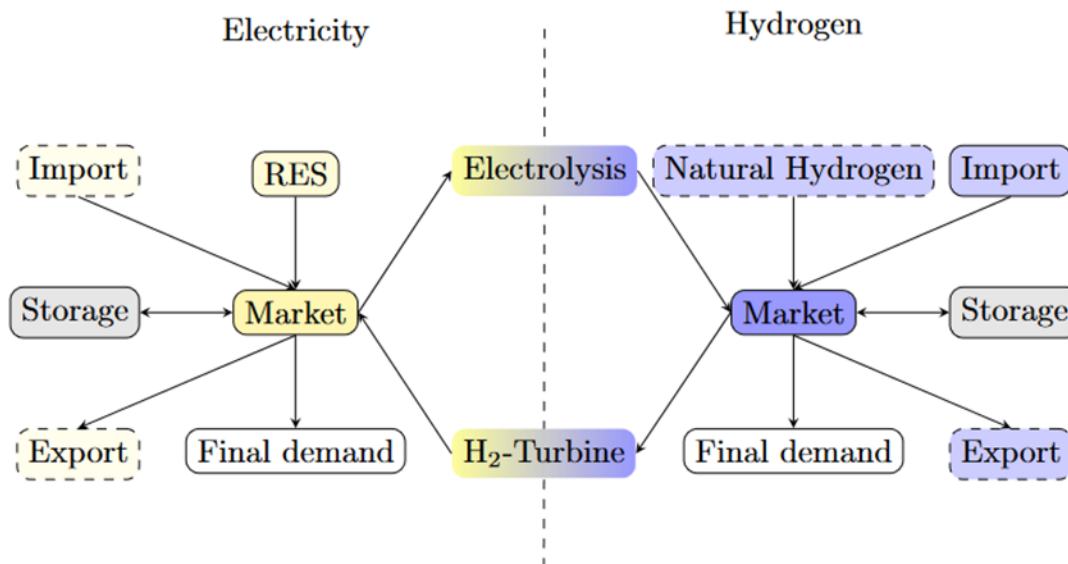 Electricity
Hydrogen
Import
RES
Electrolysis
Natural Hydrogen
Import
Storage
Market
Market
Storage
Export
Final demand
H₂-Turbine
Final demand
Export